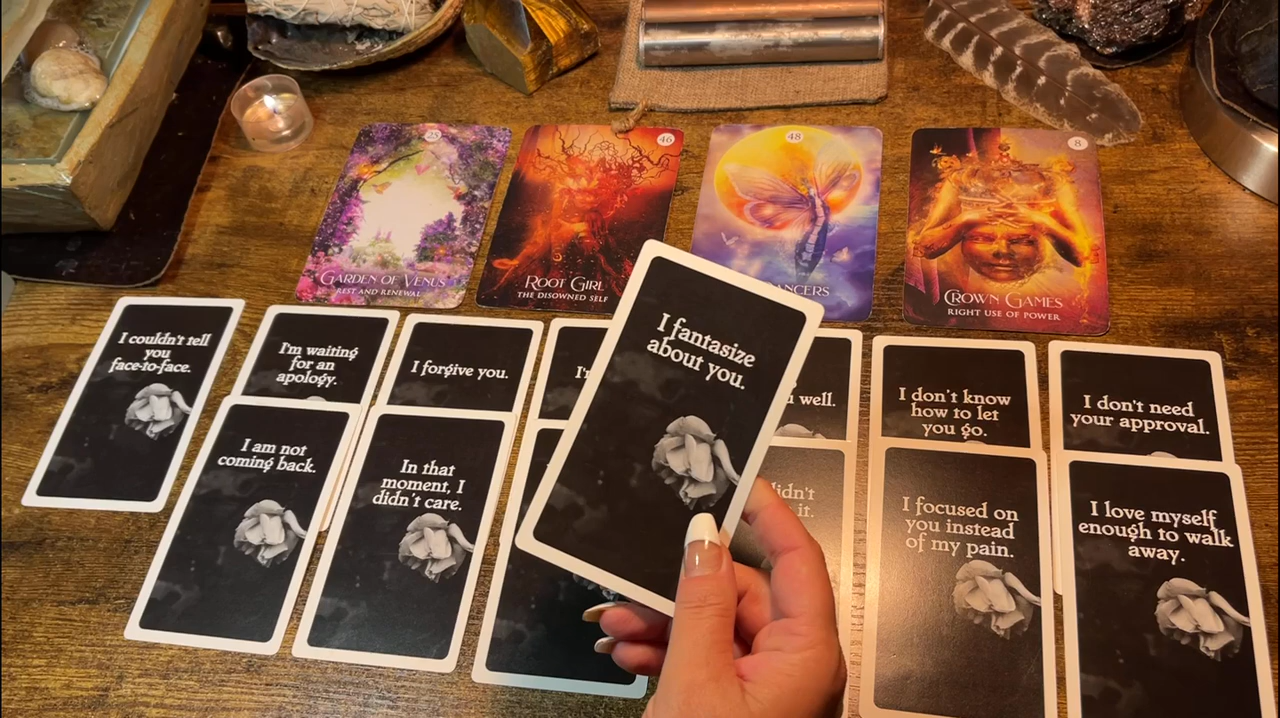 25
GARDEN OF VENUS
REST AND RENEWAL
46
ROOT GIRL
THE DISOWNED SELF
48
8
CROWN GAMES
RIGHT USE OF POWER
I couldn't tell
you
face-to-face.
I'm waiting
for an
apology.
I forgive you.
well.
I don't know
how to let
you go.
I don't need
your approval.
I fantasize
about you.
I am not
coming back.
In that
moment, I
didn't care.
it.
I focused on
you instead
of my pain.
I love myself
enough to walk
away.